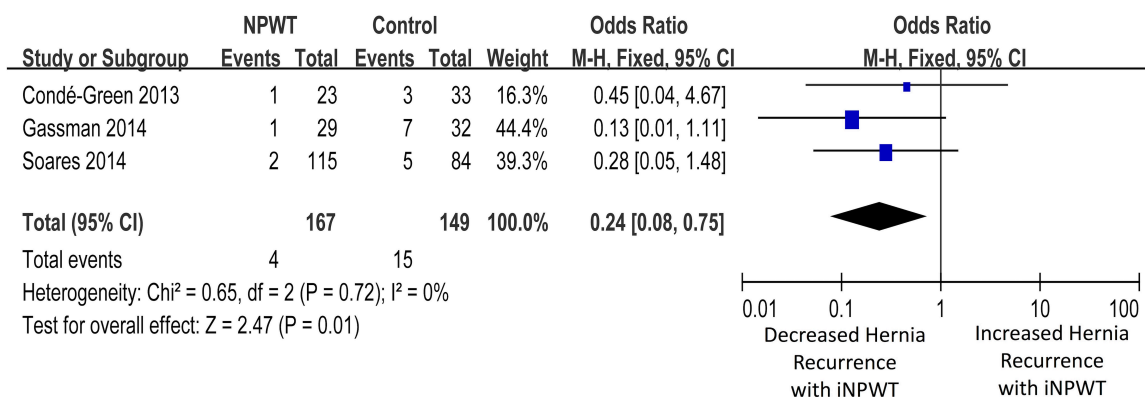 NPWT Control Odds Ratio Odds Ratio
Study or Subgroup Events Total Events Total Weight M-H, Fixed, 95% CI M-H, Fixed, 95% CI
Condé-Green 2013 1 23 3 33 16.3% 0.45 [0.04, 4.67]
Gassman 2014 1 29 7 32 44.4% 0.13 [0.01, 1.11]
Soares 2014 2 115 5 84 39.3% 0.28 [0.05, 1.48]
Total (95% CI) 167 149 100.0% 0.24 [0.08, 0.75]
Total events 4 15
Heterogeneity: Chi² = 0.65, df = 2 (P = 0.72); I² = 0%
Test for overall effect: Z = 2.47 (P = 0.01)
0.01 0.1 1 10 100
Decreased Hernia Increased Hernia
Recurrence Recurrence
with iNPWT with iNPWT